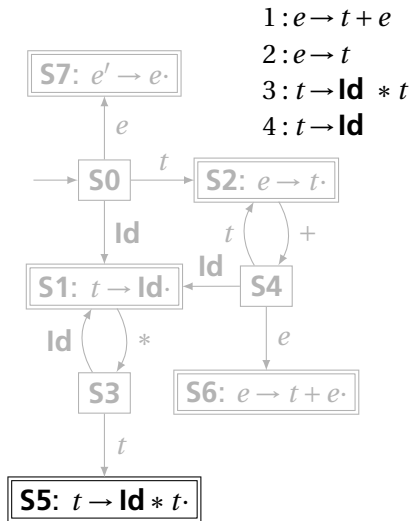 1 : e → t + e
2 : e → t
3 : t → Id * t
4 : t → Id
S7: e′ → e·
e
S0
t
S2: e → t·
Id
t
+
S1: t → Id·
Id
S4
Id
*
e
S3
S6: e → t + e·
t
S5: t → Id * t·